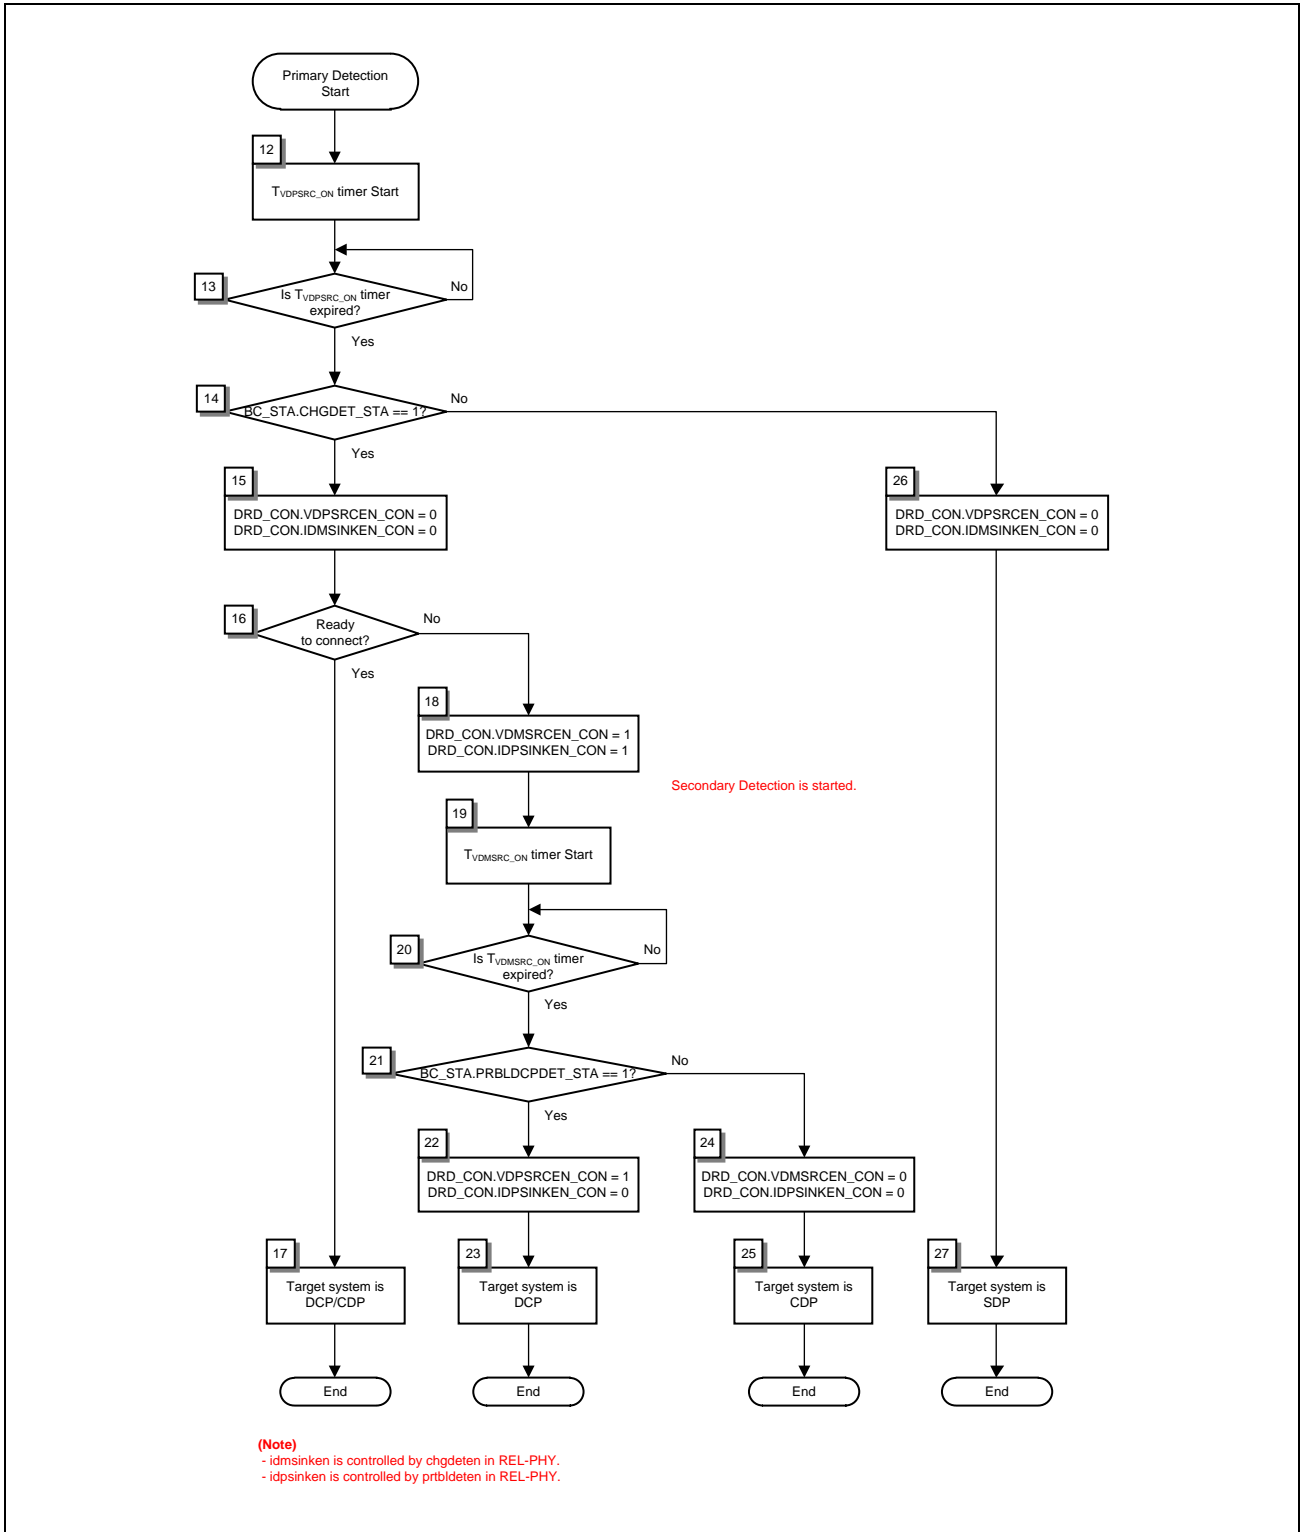 Primary Detection
Start
12
TVDPSRC_ON timer Start
13
Is TVDPSRC_ON timer
expired?
No
Yes
14
BC_STA.CHGDET_STA == 1?
No
Yes
15
DRD_CON.VDPSRCEN_CON = 0
DRD_CON.IDMSINKEN_CON = 0
26
DRD_CON.VDPSRCEN_CON = 0
DRD_CON.IDMSINKEN_CON = 0
16
Ready
to connect?
No
Yes
18
DRD_CON.VDMSRCEN_CON = 1
DRD_CON.IDPSINKEN_CON = 1
Secondary Detection is started.
19
TVDMSRC_ON timer Start
20
Is TVDMSRC_ON timer
expired?
No
Yes
21
BC_STA.PRBLDCPDET_STA == 1?
No
Yes
22
DRD_CON.VDPSRCEN_CON = 1
DRD_CON.IDPSINKEN_CON = 0
24
DRD_CON.VDMSRCEN_CON = 0
DRD_CON.IDPSINKEN_CON = 0
17
Target system is
DCP/CDP
23
Target system is
DCP
25
Target system is
CDP
27
Target system is
SDP
End
End
End
End
(Note)
- idmsinken is controlled by chgdeten in REL-PHY.
- idpsinken is controlled by prtbldeten in REL-PHY.